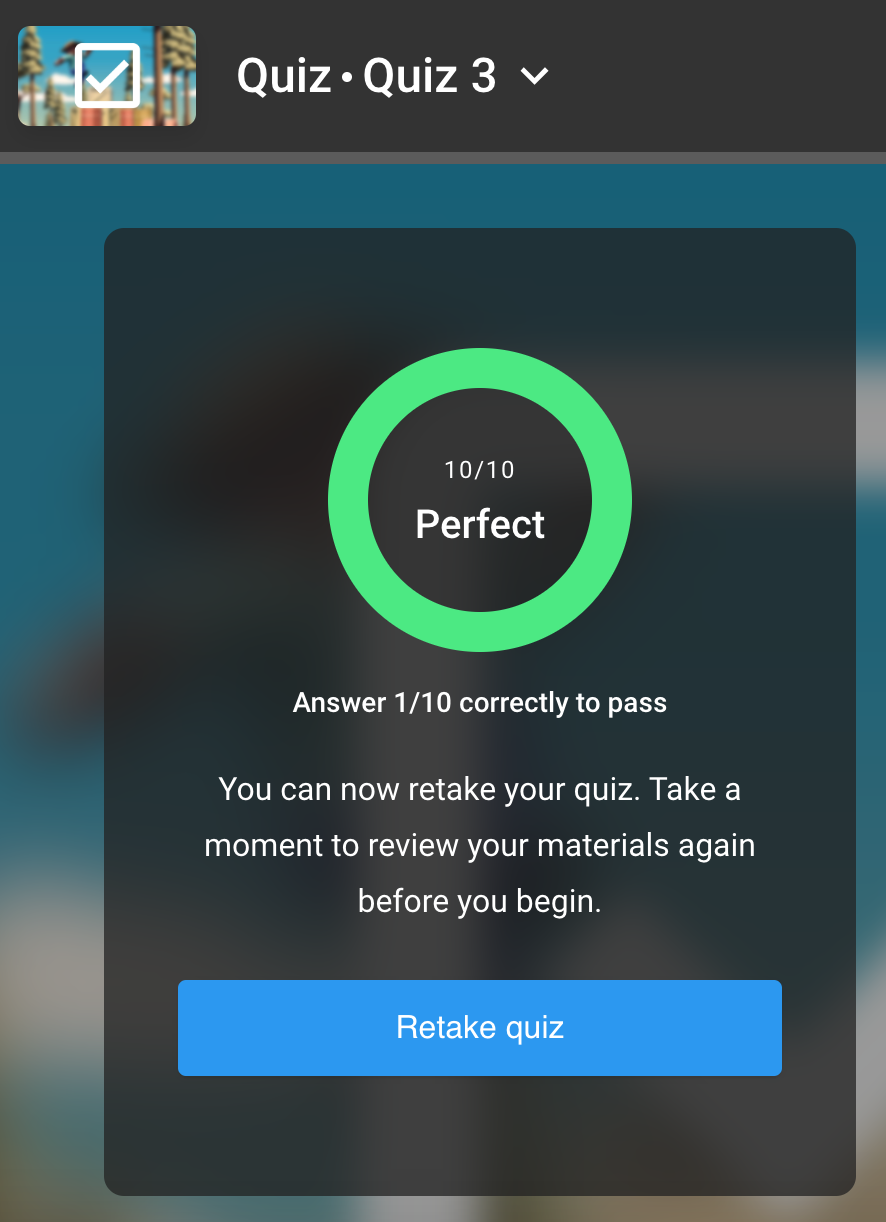 Quiz • Quiz 3
10/10
Perfect
Answer 1/10 correctly to pass
You can now retake your quiz. Take a
moment to review your materials again
before you begin.
Retake quiz